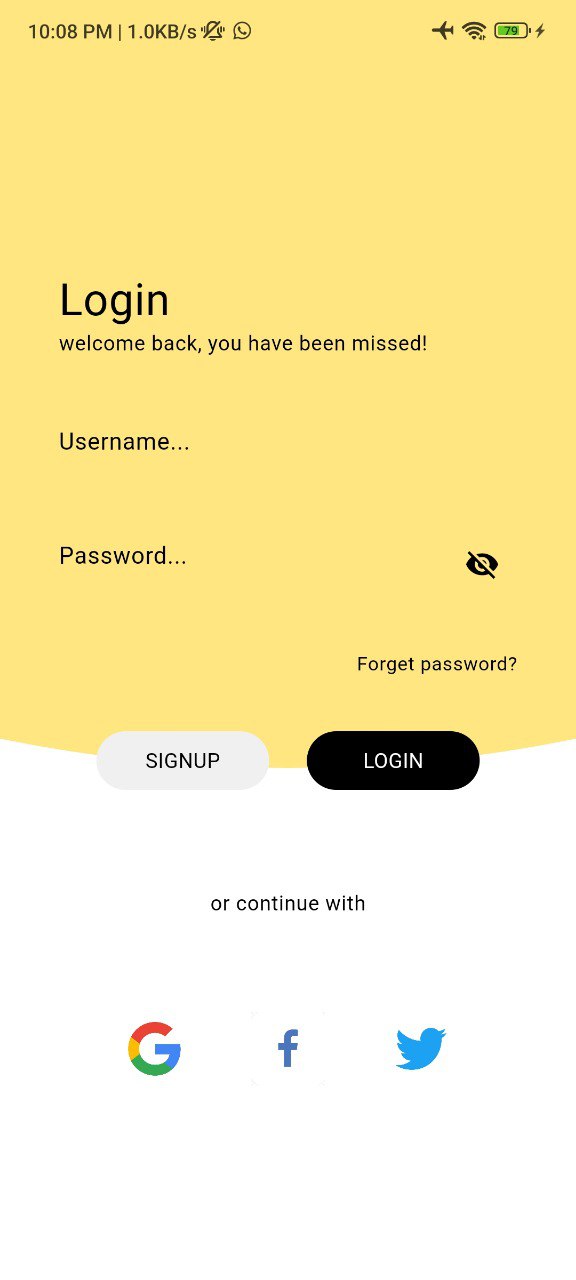 10:08 PM | 1.0KB/s 79
Login
welcome back, you have been missed!
Username...
Password...
Forget password?
SIGNUP LOGIN
or continue with